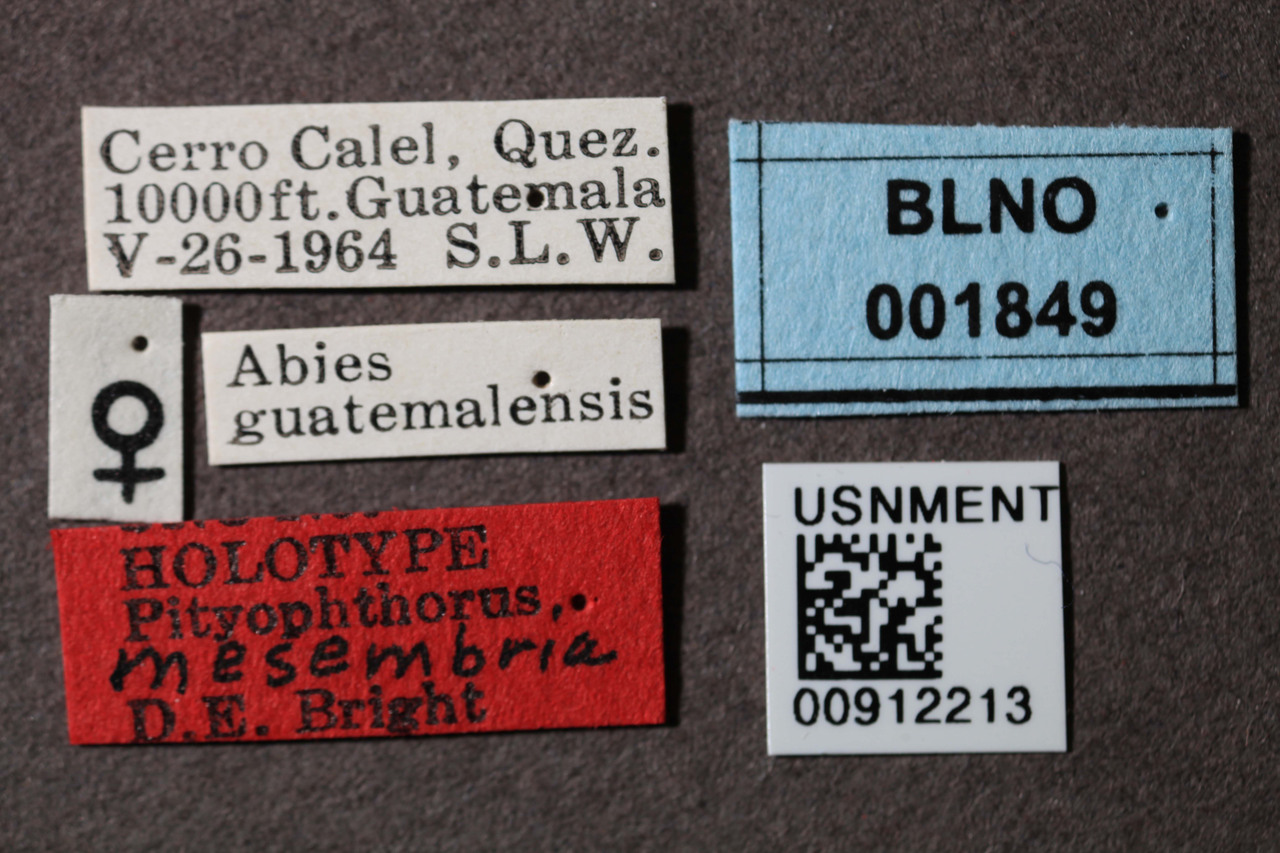 Cerro Calel, Quez.
10000ft. Guatemala
V-26-1964 S.L.W.
♀
Abies
guatemalensis
HOLOTYPE
Pityophthorus,
mesembria
D.E. Bright
BLNO
001849
USNMENT
00912213